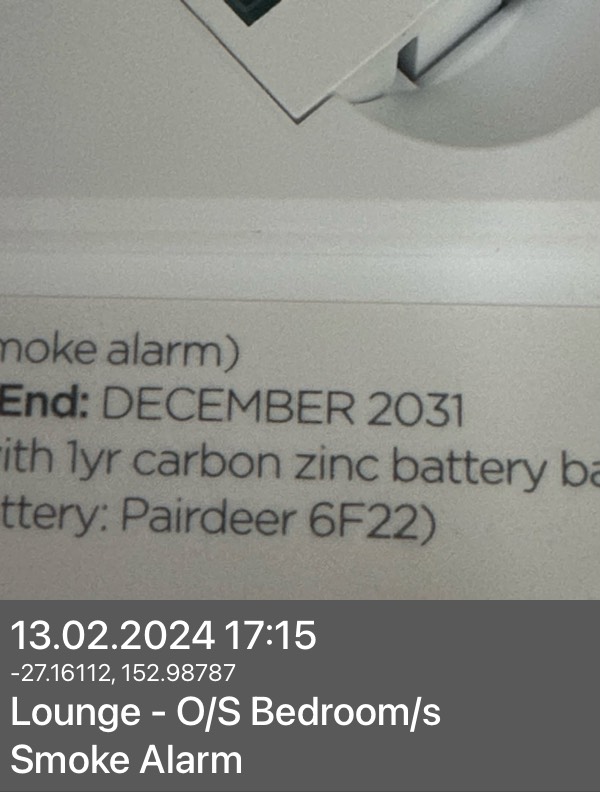 moke alarm)
End: DECEMBER 2031
ith 1yr carbon zinc battery ba
ttery: Pairdeer 6F22)
13.02.2024 17:15
-27.16112, 152.98787
Lounge - O/S Bedroom/s
Smoke Alarm